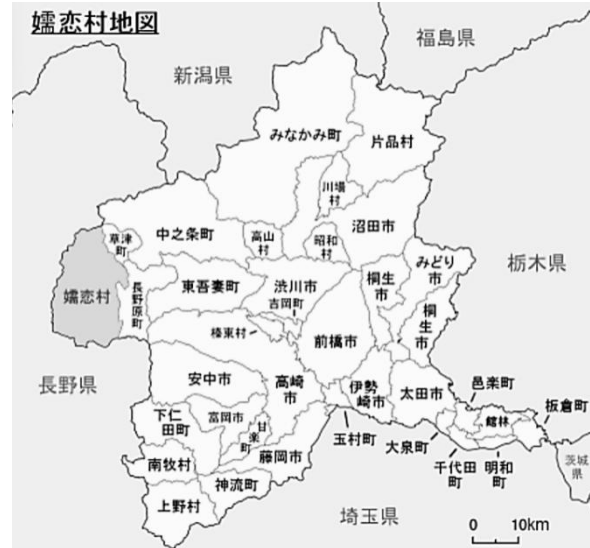 嬬恋村地図
福島県
新潟県
みなかみ町
片品村
川場
村
沼田市
草津
町
中之条町
高山
村
昭和
村
みどり
市
栃木県
嬬恋村
長野原町
東吾妻町
渋川市
吉岡町
桐生
市
桐生
市
榛東村
前橋市
長野県
安中市
高崎
市
伊勢
崎市
太田市
邑楽町
板倉町
下仁
田町
富岡市
甘楽町
館林
玉村町
大泉町
南牧村
藤岡市
千代田
町
明和
町
茨城
県
神流町
上野村
埼玉県
0 10km